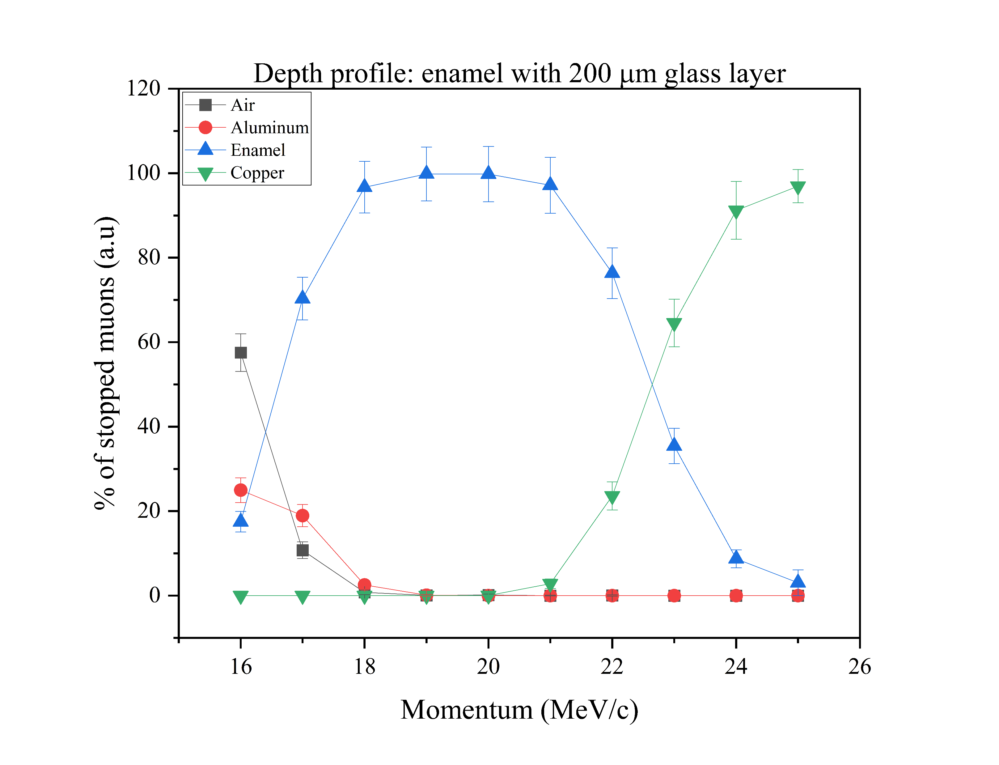 Depth profile: enamel with 200 μm glass layer
120
100
80
60
40
20
0
Air
Aluminum
Enamel
Copper
% of stopped muons (a.u)
16 18 20 22 24 26
Momentum (MeV/c)